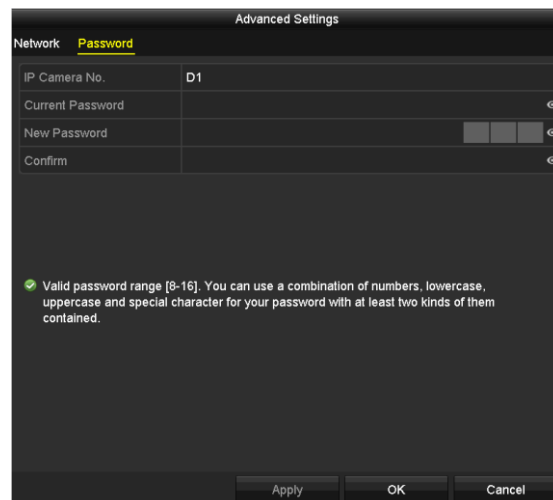 Advanced Settings
Network Password
IP Camera No. D1
Current Password
New Password
Confirm
Valid password range [8-16]. You can use a combination of numbers, lowercase,
uppercase and special character for your password with at least two kinds of them
contained.
Apply OK Cancel